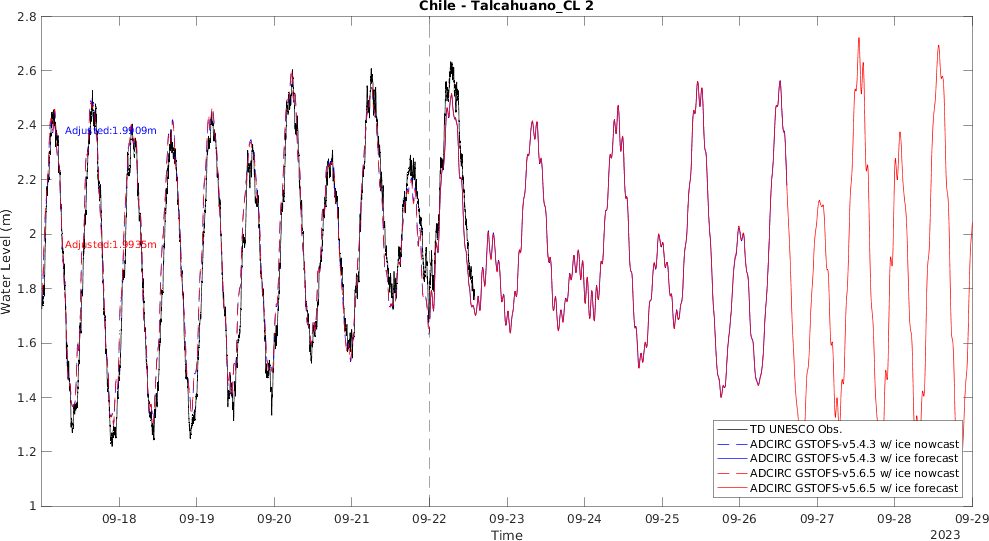 Chile - Talcahuano_CL 2
2.8
2.6
2.4
2.2
2
1.8
1.6
1.4
1.2
1
Water Level (m)
Adjusted:1.9909m
Adjusted:1.9935m
TD UNESCO Obs.
ADCIRC GSTOFS-v5.4.3 w/ ice nowcast
ADCIRC GSTOFS-v5.4.3 w/ ice forecast
ADCIRC GSTOFS-v5.6.5 w/ ice nowcast
ADCIRC GSTOFS-v5.6.5 w/ ice forecast
09-18 09-19 09-20 09-21 09-22 09-23 09-24 09-25 09-26 09-27 09-28 09-29
Time
2023